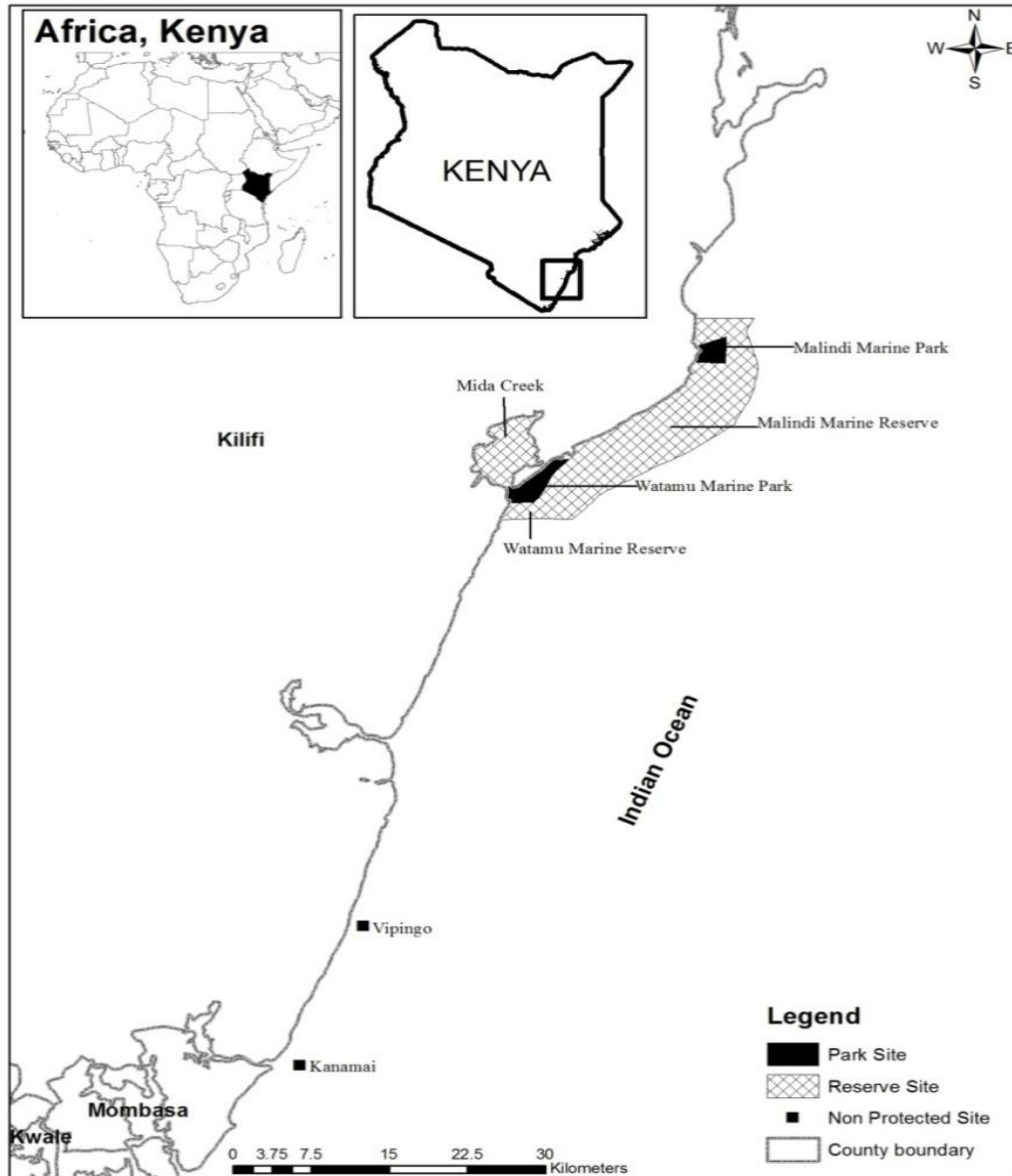 Africa, Kenya
KENYA
N
W E
S
Malindi Marine Park
Mida Creek
Malindi Marine Reserve
Kilifi
Watamu Marine Park
Watamu Marine Reserve
Indian Ocean
Vipingo
Kanamai
Mombasa
Kwale
Legend
Park Site
Reserve Site
Non Protected Site
County boundary
0 3.75 7.5 15 22.5 30
Kilometers